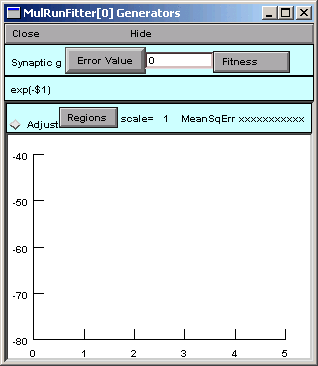 MulRunFitter[0] Generators
Close Hide
Synaptic g Error Value 0 Fitness
exp(-$1)
Adjust Regions scale= 1 MeanSqErr xxxxxxxxxxx
-40
-50
-60
-70
-80
0 1 2 3 4 5